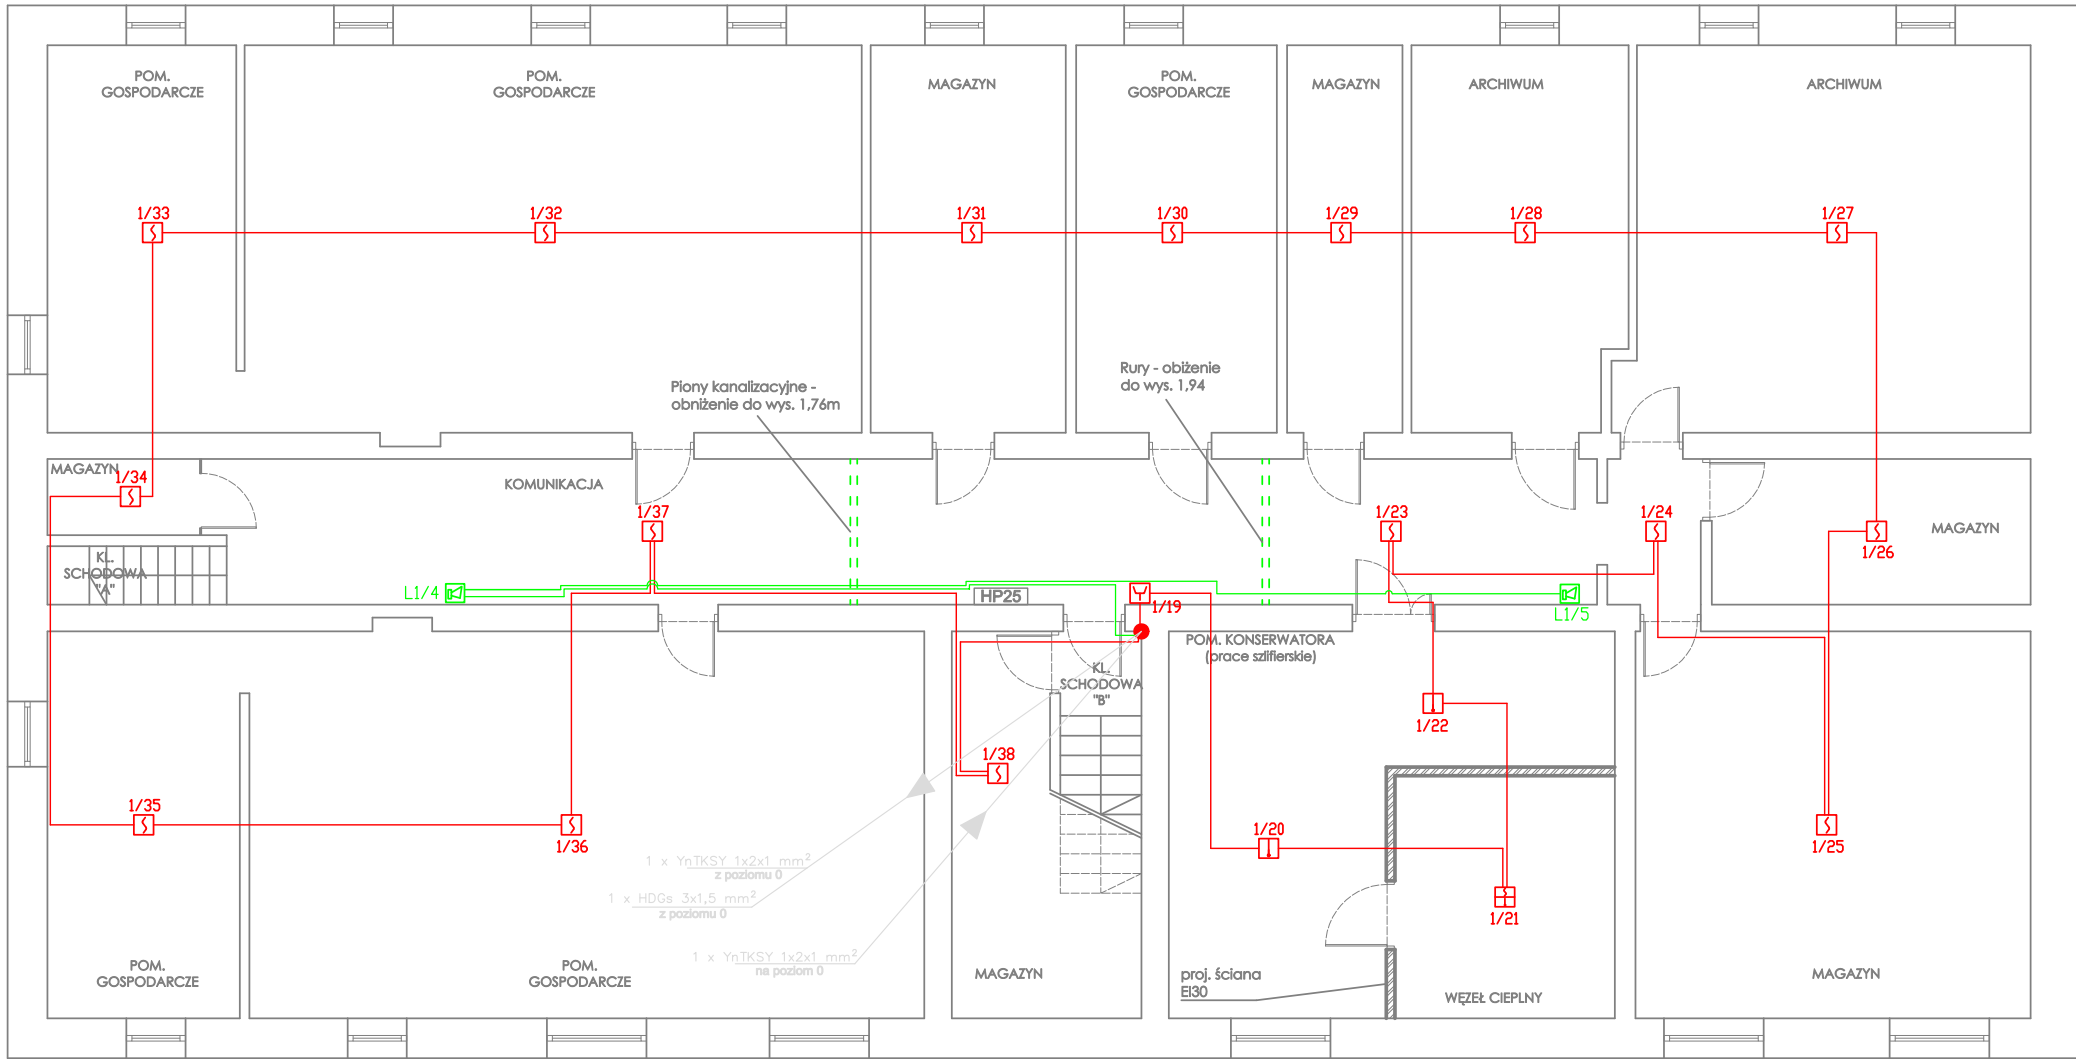 POM.
GOSPODARCZE
POM.
GOSPODARCZE
MAGAZYN
POM.
GOSPODARCZE
MAGAZYN
ARCHIWUM
ARCHIWUM
1/33
1/32
1/31
1/30
1/29
1/28
1/27
Piony kanalizacyjne -
obniżenie do wys. 1,76m
Rury - obiżenie
do wys. 1,94
MAGAZYN
1/34
KOMUNIKACJA
1/37
1/23
1/24
1/26
MAGAZYN
KL.
SCHODOWA
"A"
L1/4
HP25
1/19
L1/5
POM. KONSERWATORA
(prace szlifierskie)
KL.
SCHODOWA
"B"
1/22
1/38
1/35
1/36
1/20
1/21
1/25
1 x YnTKSY 1x2x1 mm²
z poziomu 0
1 x HDGs 3x1,5 mm²
z poziomu 0
1 x YnTKSY 1x2x1 mm²
na poziom 0
POM.
GOSPODARCZE
POM.
GOSPODARCZE
MAGAZYN
proj. ściana
EI30
WĘZEŁ CIEPLNY
MAGAZYN